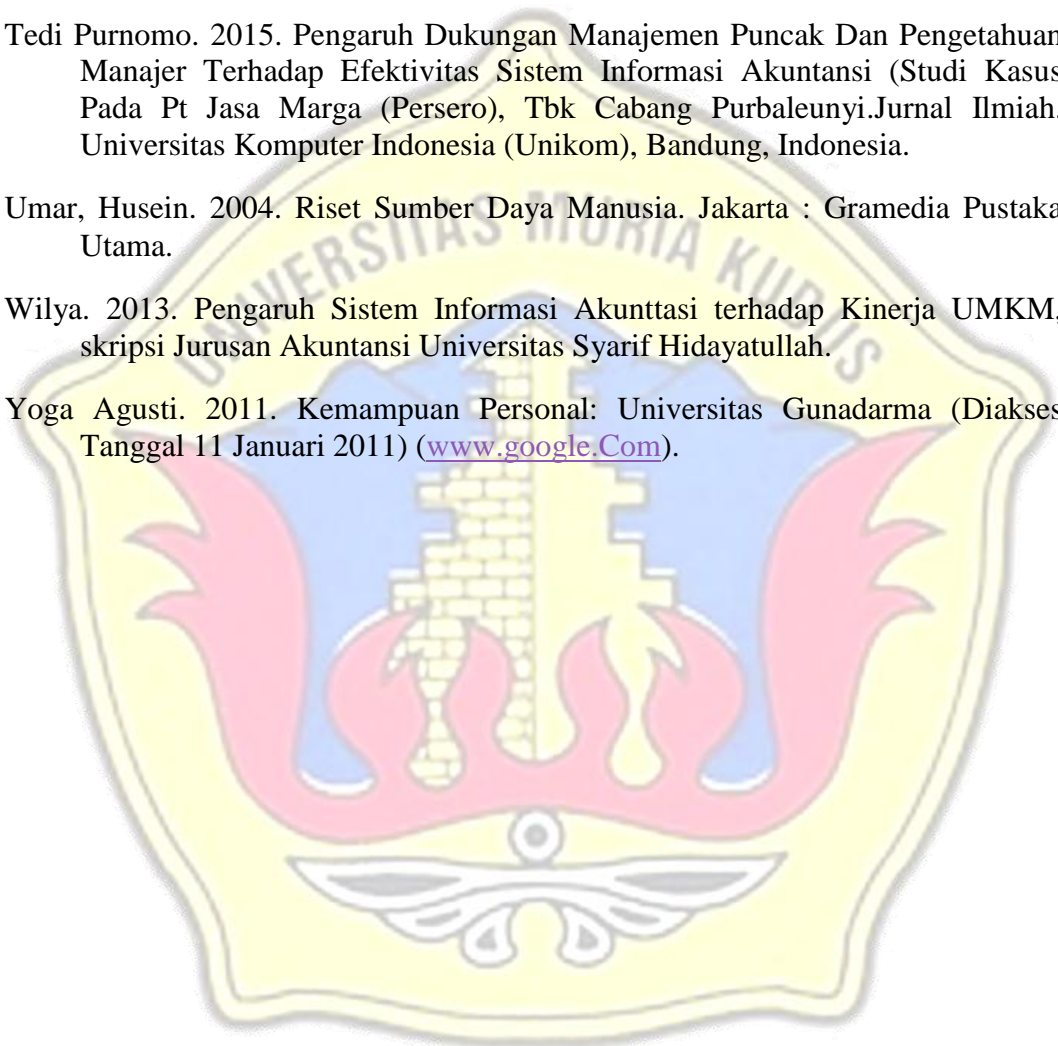 Tedi Purnomo. 2015. Pengaruh Dukungan Manajemen Puncak Dan Pengetahuan
Manajer Terhadap Efektivitas Sistem Informasi Akuntansi (Studi Kasus
Pada Pt Jasa Marga (Persero), Tbk Cabang Purbaleunyi.Jurnal Ilmiah.
Universitas Komputer Indonesia (Unikom), Bandung, Indonesia.
Umar, Husein. 2004. Riset Sumber Daya Manusia. Jakarta : Gramedia Pustaka
Utama.
Wilya. 2013. Pengaruh Sistem Informasi Akunttasi terhadap Kinerja UMKM,
skripsi Jurusan Akuntansi Universitas Syarif Hidayatullah.
Yoga Agusti. 2011. Kemampuan Personal: Universitas Gunadarma (Diakses
Tanggal 11 Januari 2011) (www.google.Com).
UNIVERSITAS MURIA KUDUS